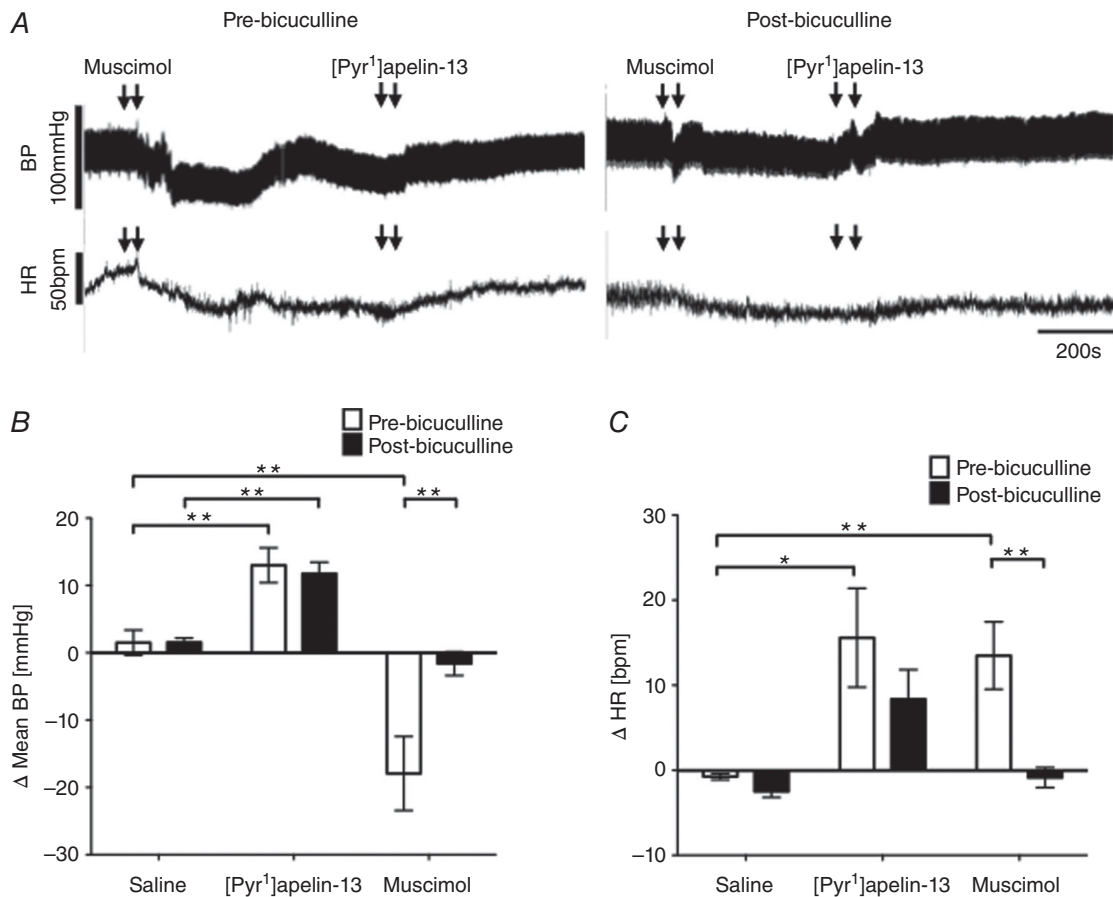 A
Pre-bicuculline Post-bicuculline
Muscimol [Pyr¹]apelin-13 Muscimol [Pyr¹]apelin-13
BP
100mmHg
HR
50bpm
200s
B
Pre-bicuculline
Post-bicuculline
**
** **
**
20
10
0
−10
−20
−30
Δ Mean BP [mmHg]
Saline [Pyr¹]apelin-13 Muscimol
C
Pre-bicuculline
Post-bicuculline
**
* **
30
20
10
0
−10
Δ HR [bpm]
Saline [Pyr¹]apelin-13 Muscimol